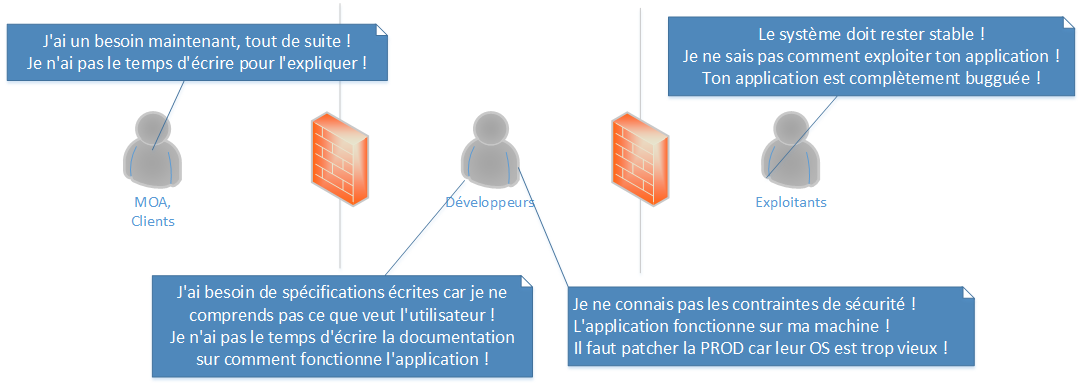 J'ai un besoin maintenant, tout de suite !
Je n'ai pas le temps d'écrire pour l'expliquer !
Le système doit rester stable !
Je ne sais pas comment exploiter ton application !
Ton application est complètement bugguée !
MOA,
Clients
Développeurs
Exploitants
J'ai besoin de spécifications écrites car je ne
comprends pas ce que veut l'utilisateur !
Je n'ai pas le temps d'écrire la documentation
sur comment fonctionne l'application !
Je ne connais pas les contraintes de sécurité !
L'application fonctionne sur ma machine !
Il faut patcher la PROD car leur OS est trop vieux !